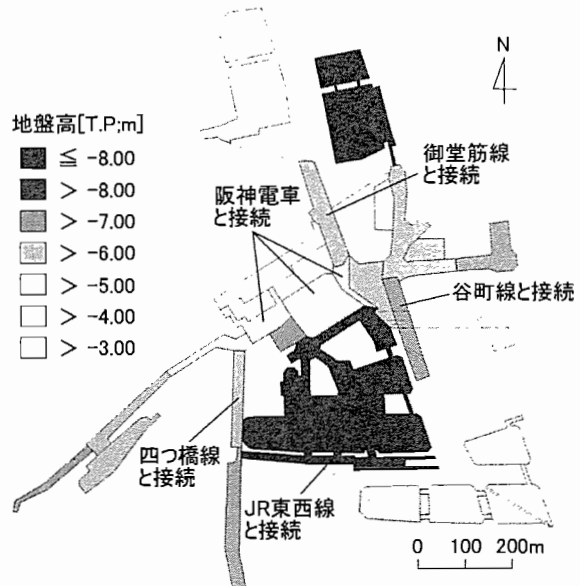 N
地盤高[T.P;m]
≦ -8.00
> -8.00
> -7.00
> -6.00
> -5.00
> -4.00
> -3.00
御堂筋線
と接続
阪神電車
と接続
谷町線と接続
四つ橋線
と接続
JR東西線
と接続
0 100 200m